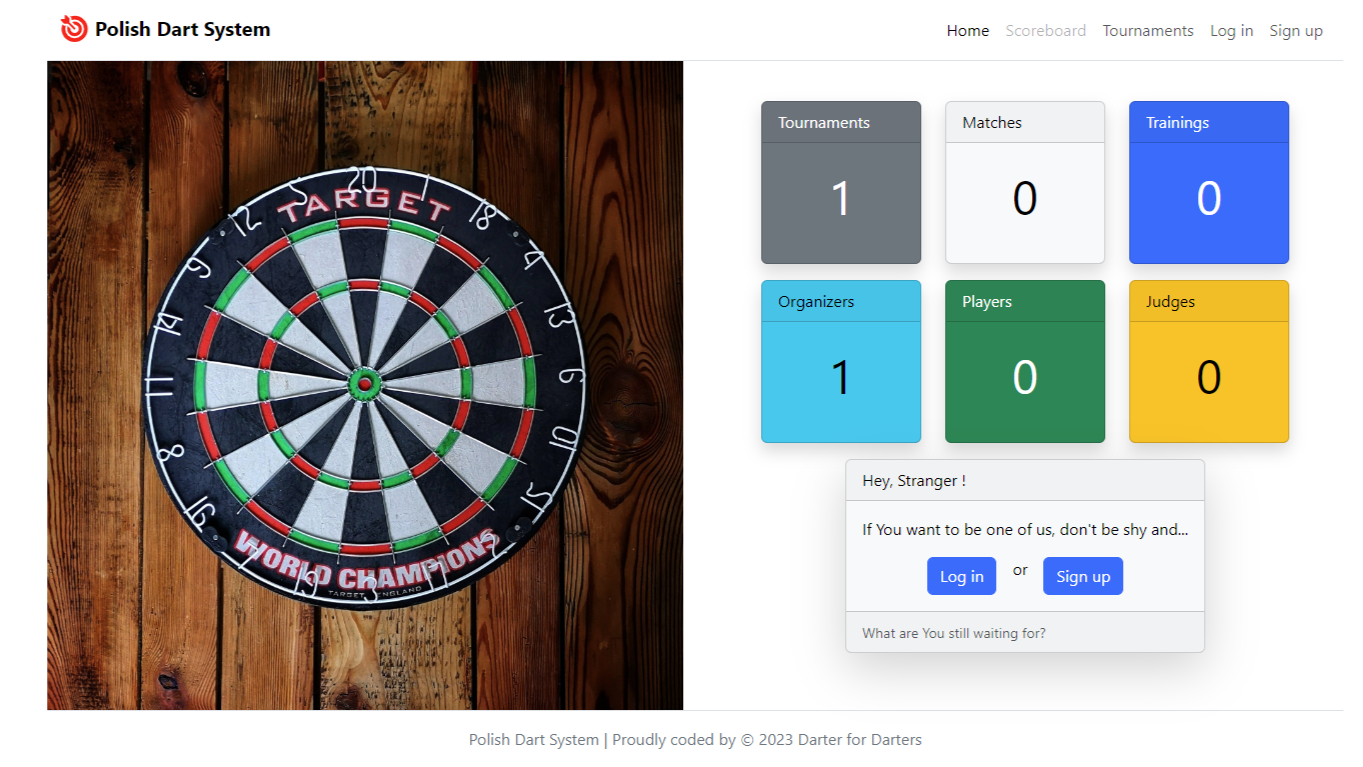 Polish Dart System
Home Scoreboard Tournaments Log in Sign up
TARGET
20
1
18
4
13
6
10
15
2
17
3
19
7
16
8
11
14
9
12
5
WORLD CHAMPIONS
TARGET ENGLAND
Tournaments
1
Matches
0
Trainings
0
Organizers
1
Players
0
Judges
0
Hey, Stranger !
If You want to be one of us, don't be shy and...
Log in or Sign up
What are You still waiting for?
Polish Dart System | Proudly coded by © 2023 Darter for Darters